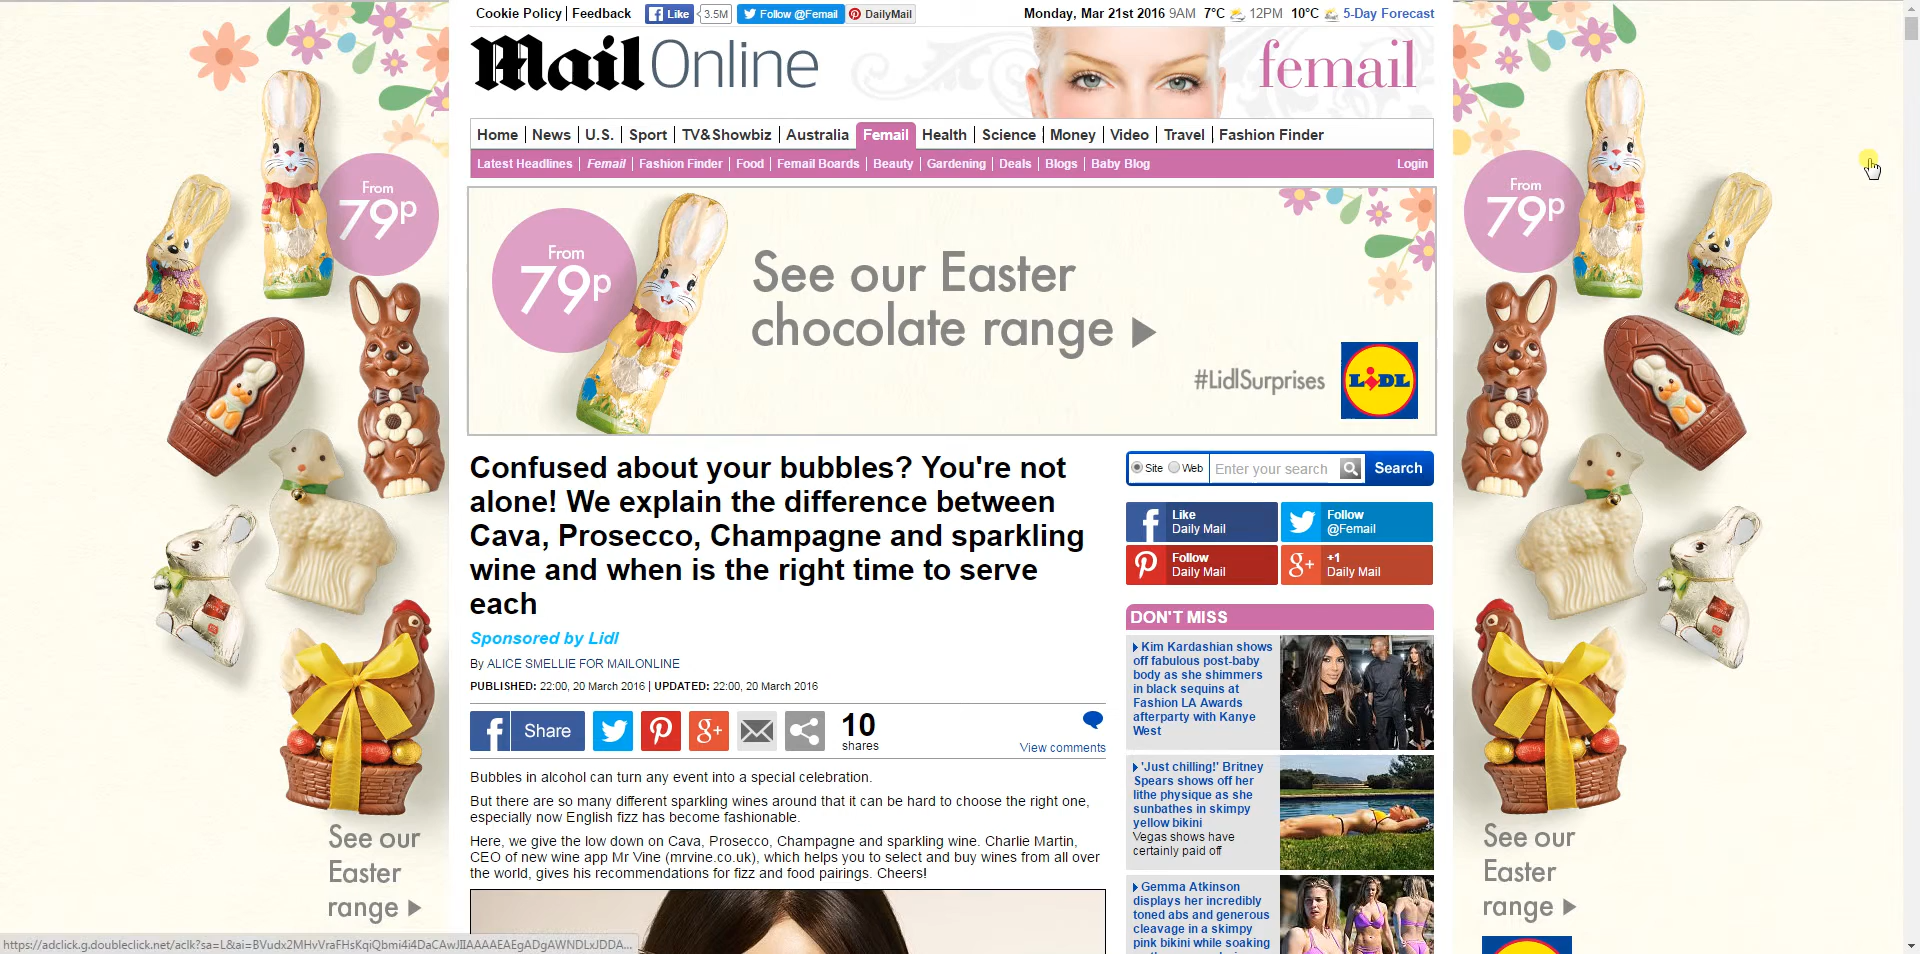 Cookie Policy | Feedback Like 3.5M Follow @Femail DailyMail Monday, Mar 21st 2016 9AM 7°C 12PM 10°C 5-Day Forecast
Mail Online femail
Home | News | U.S. | Sport | TV&Showbiz | Australia Femail Health | Science | Money | Video | Travel | Fashion Finder
Latest Headlines | Femail | Fashion Finder | Food | Femail Boards | Beauty | Gardening | Deals | Blogs | Baby Blog Login
From
79p
See our
Easter
range
From
79p
See our Easter
chocolate range
#LidlSurprises
LIDL
Confused about your bubbles? You're not
alone! We explain the difference between
Cava, Prosecco, Champagne and sparkling
wine and when is the right time to serve
each
Sponsored by Lidl
By ALICE SMELLIE FOR MAILONLINE
PUBLISHED: 22:00, 20 March 2016 | UPDATED: 22:00, 20 March 2016
Share
10
shares
View comments
Bubbles in alcohol can turn any event into a special celebration.
But there are so many different sparkling wines around that it can be hard to choose the right one,
especially now English fizz has become fashionable.
Here, we give the low down on Cava, Prosecco, Champagne and sparkling wine. Charlie Martin,
CEO of new wine app Mr Vine (mrvine.co.uk), which helps you to select and buy wines from all over
the world, gives his recommendations for fizz and food pairings. Cheers!
Site Web Enter your search Search
Like
Daily Mail
Follow
@Femail
Follow
Daily Mail
+1
Daily Mail
DON'T MISS
Kim Kardashian shows
off fabulous post-baby
body as she shimmers
in black sequins at
Fashion LA Awards
afterparty with Kanye
West
'Just chilling!' Britney
Spears shows off her
lithe physique as she
sunbathes in skimpy
yellow bikini
Vegas shows have
certainly paid off
Gemma Atkinson
displays her incredibly
toned abs and generous
cleavage in a skimpy
pink bikini while soaking
From
79p
See our
Easter
range